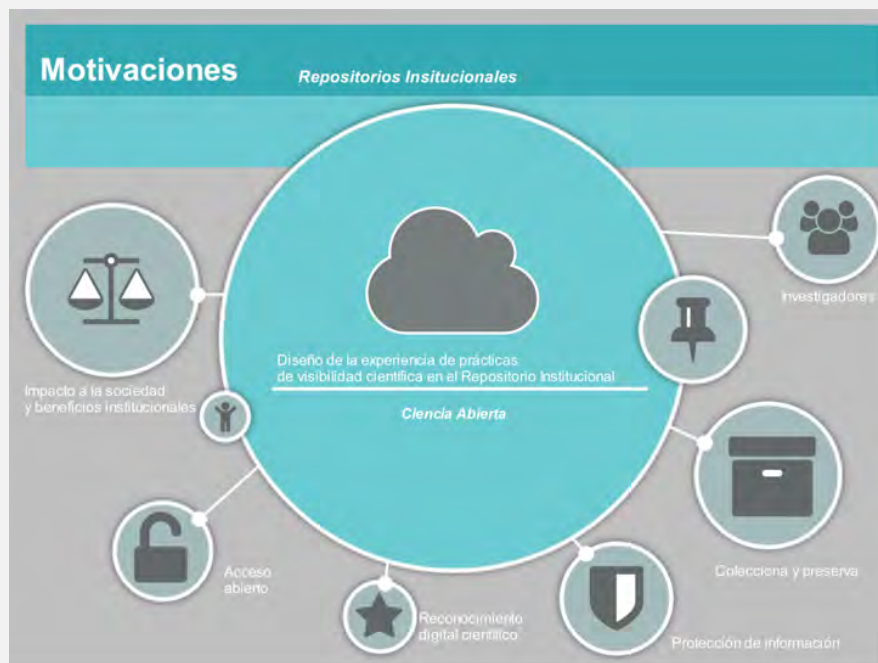 Motivaciones
Repositorios Insitucionales
Investigadores
Diseño de la experiencia de prácticas
de visibilidad científica en el Repositorio Institucional
Ciencia Abierta
Impacto a la sociedad
y beneficios institucionales
Colecciona y preserva
Acceso
abierto
Reconocimiento
digital científico
Protección de información